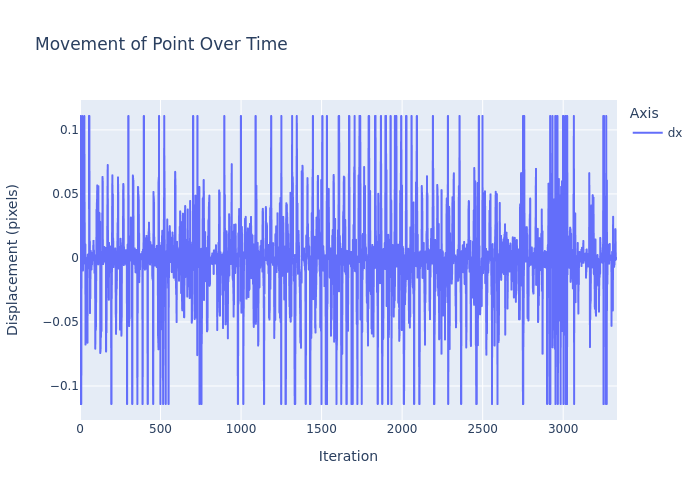 Movement of Point Over Time
Axis
dx
0.1
0.05
0
−0.05
−0.1
Displacement (pixels)
0 500 1000 1500 2000 2500 3000
Iteration